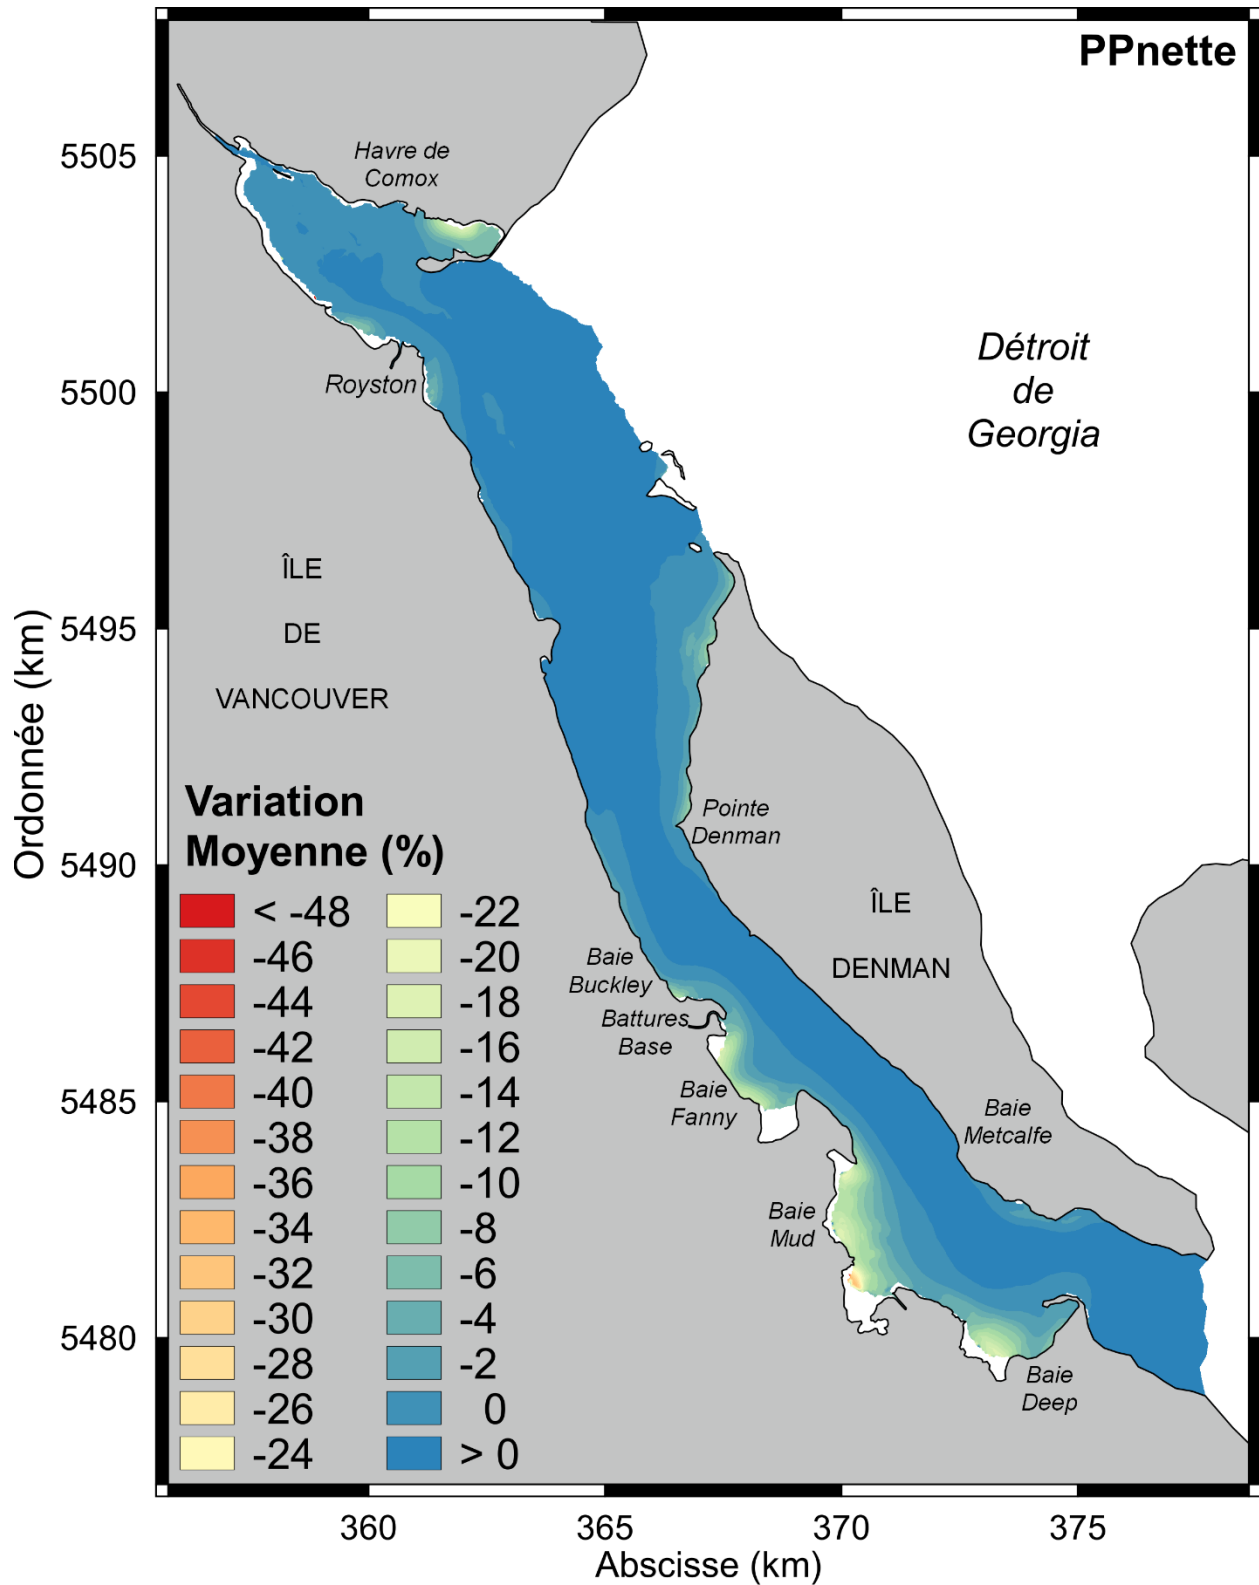 PPnette
5505
5500
5495
5490
5485
5480
Ordonnée (km)
Havre de
Comox
Royston
Détroit
de
Georgia
ÎLE
DE
VANCOUVER
Pointe
Denman
ÎLE
DENMAN
Baie
Buckley
Battures
Base
Baie
Fanny
Baie
Metcalfe
Baie
Mud
Baie
Deep
Variation
Moyenne (%)
< -48
-46
-44
-42
-40
-38
-36
-34
-32
-30
-28
-26
-24
-22
-20
-18
-16
-14
-12
-10
-8
-6
-4
-2
0
> 0
360
365
370
375
Abscisse (km)